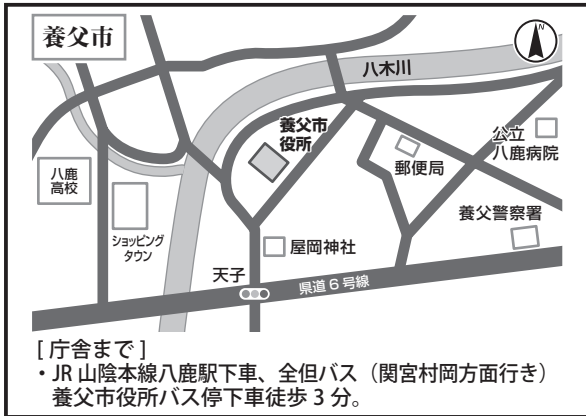 養父市
N
八木川
養父市
役所
公立
八鹿病院
郵便局
八鹿
高校
養父警察署
ショッピング
タウン
屋岡神社
天子
県道6号線
[ 庁舎まで ]
・JR 山陰本線八鹿駅下車、全但バス（関宮村岡方面行き）
養父市役所バス停下車徒歩 3 分。